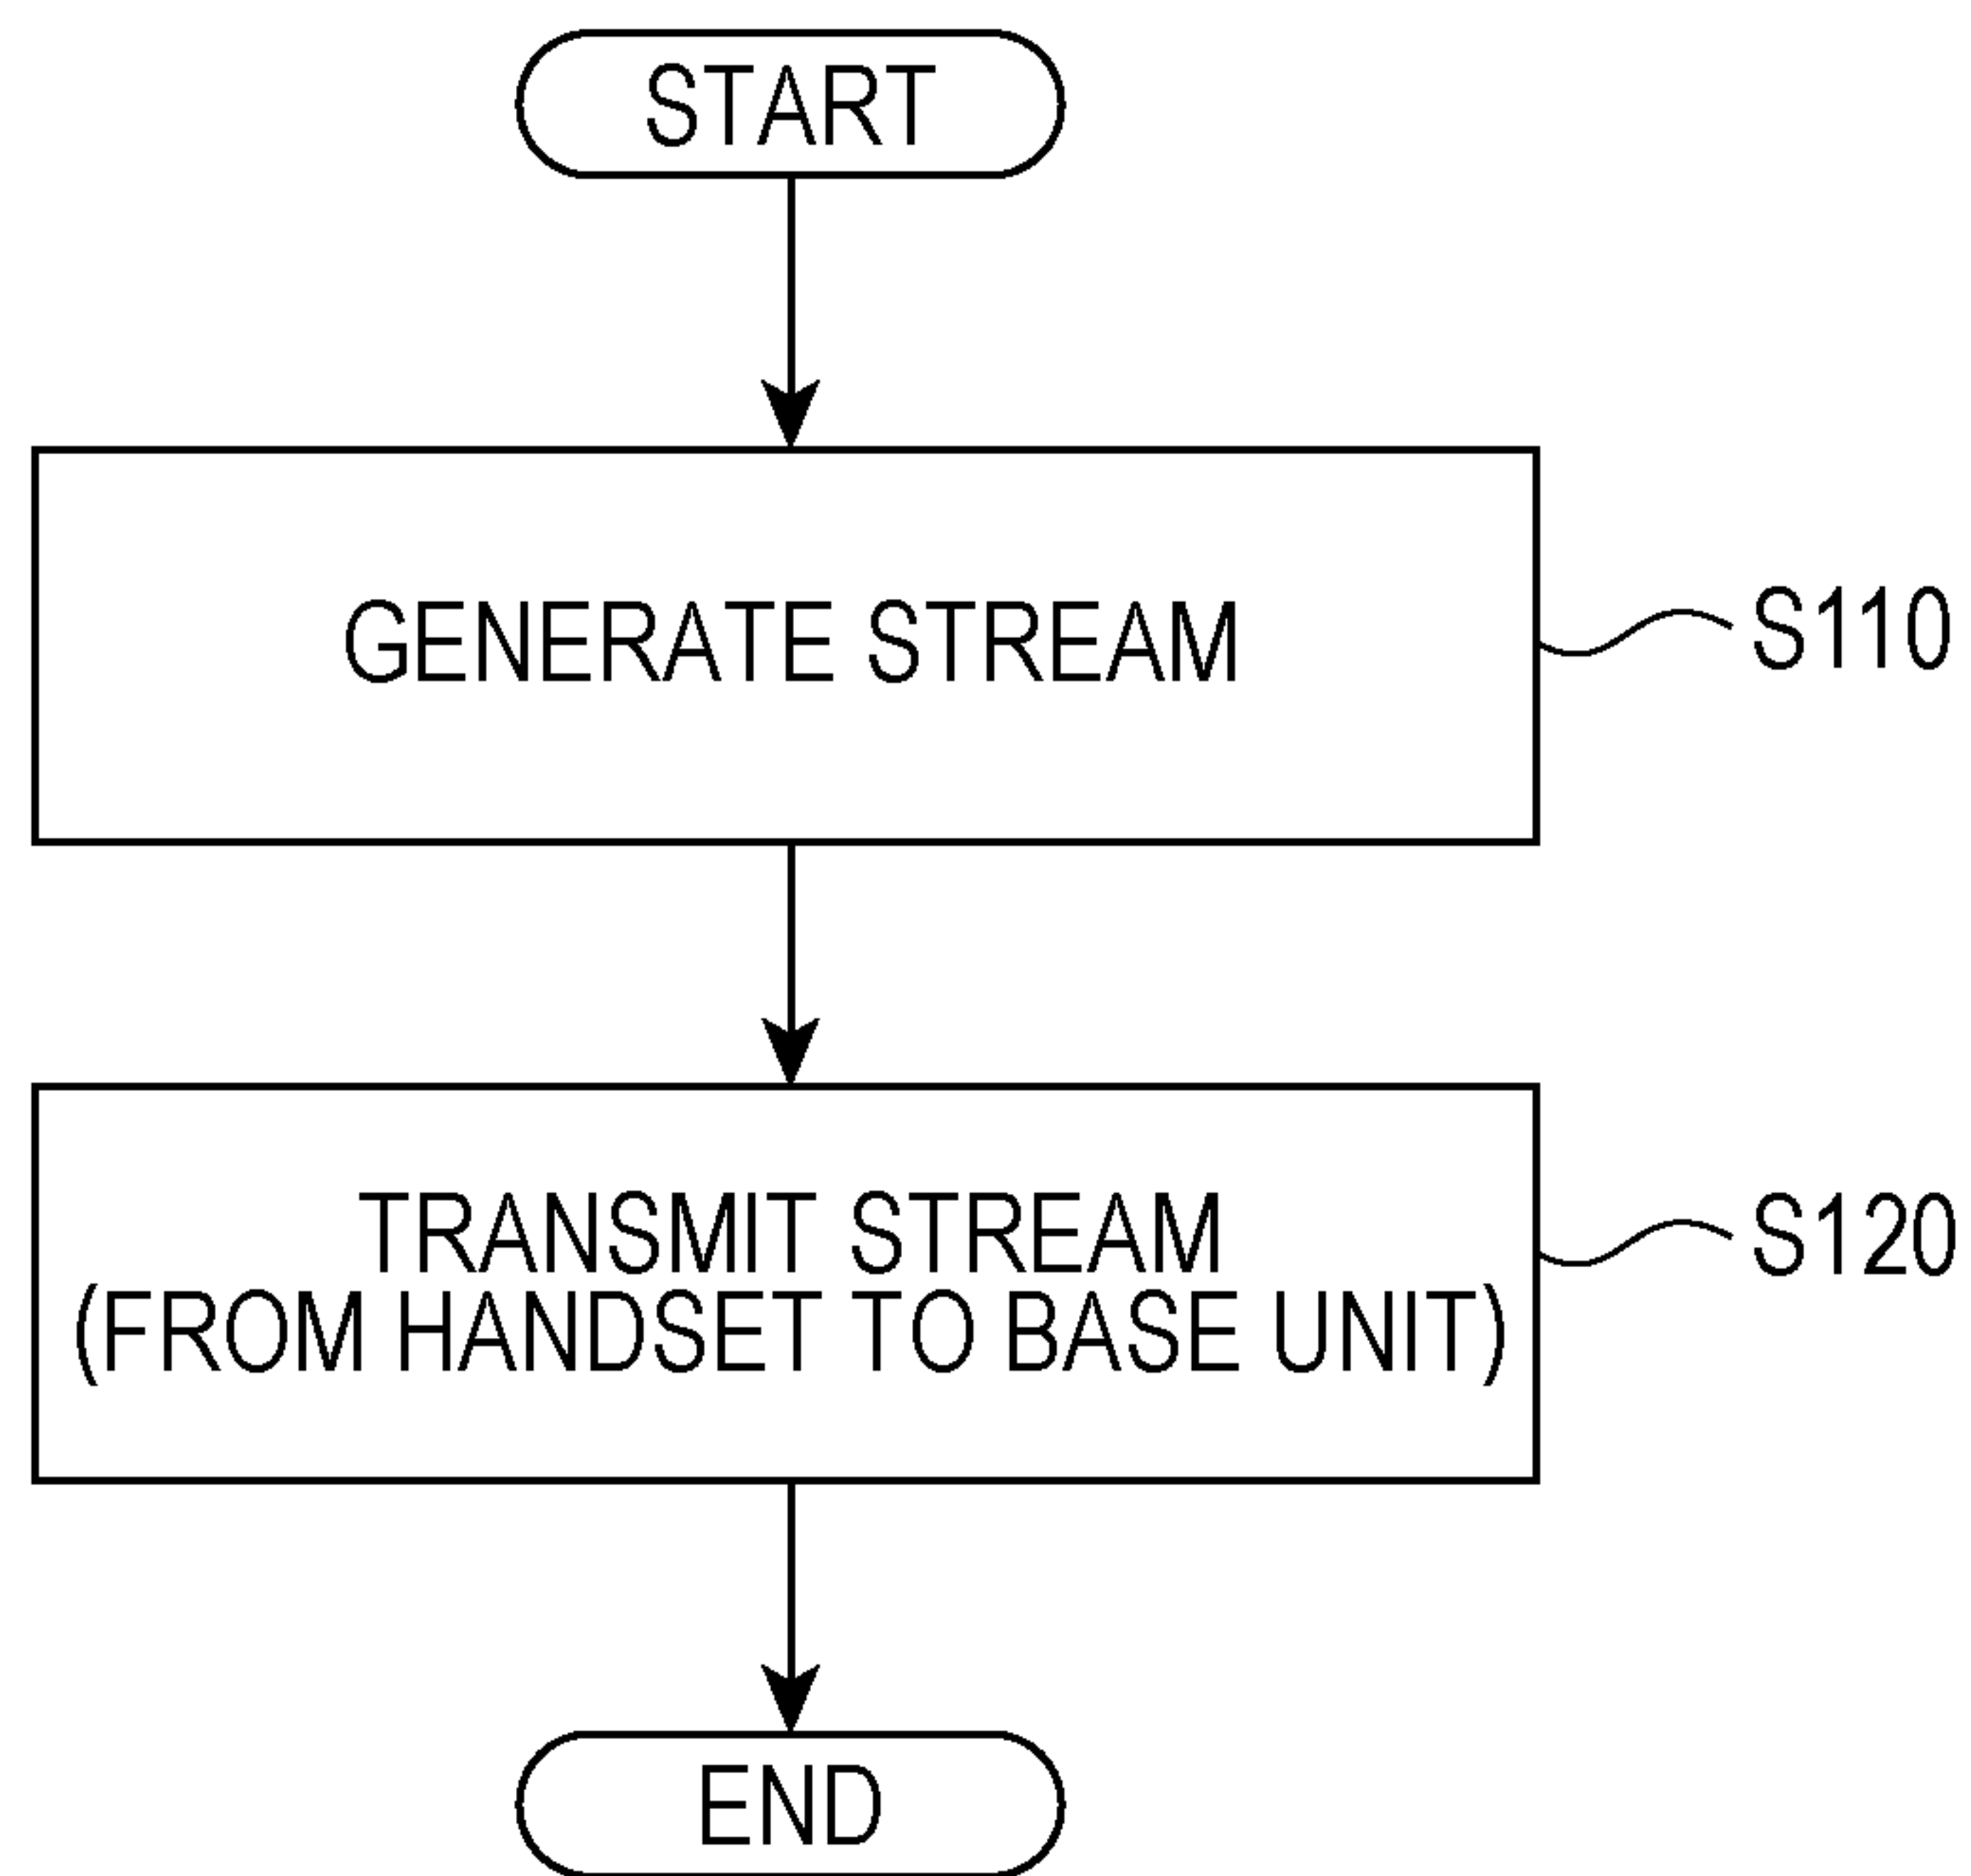 START
GENERATE STREAM
S110
TRANSMIT STREAM
(FROM HANDSET TO BASE UNIT)
S120
END